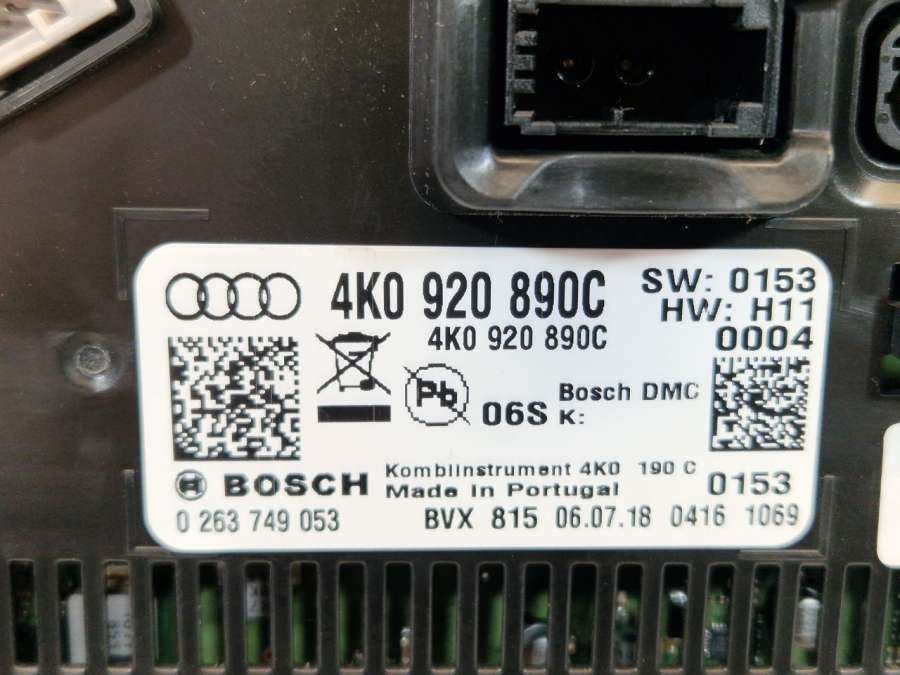 4K0 920 890C
SW: 0153
HW: H11
0004
4K0 920 890C
Pb
06S
Bosch DMC
K:
BOSCH
Kombiinstrument 4K0 190 C
Made in Portugal
0153
0 263 749 053
BVX 815 06.07.18 0416 1069